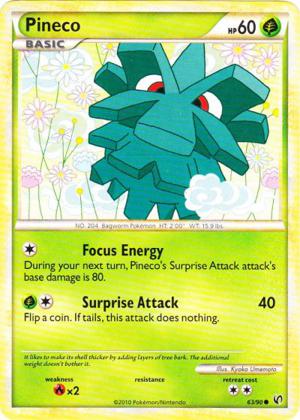 Pineco HP60
BASIC
NO. 204 Bagworm Pokémon HT: 2'00" WT: 15.9 lbs.
Focus Energy
During your next turn, Pineco's Surprise Attack attack's
base damage is 80.
Surprise Attack 40
Flip a coin. If tails, this attack does nothing.
It likes to make its shell thicker by adding layers of tree bark. The additional
weight doesn't bother it.
Illus. Kyoko Umemoto
weakness resistance retreat cost
×2
©2010 Pokémon/Nintendo 63/90